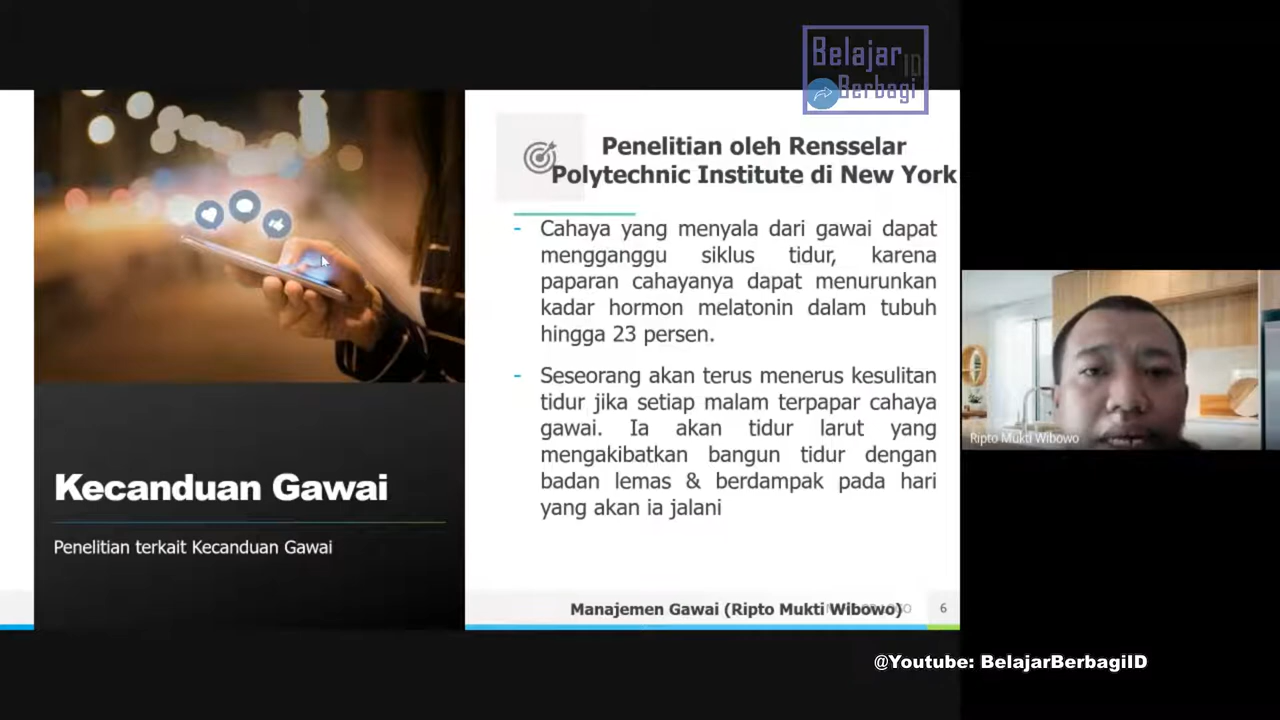 Belajar ID
Berbagi
Penelitian oleh Rensselar
Polytechnic Institute di New York
- Cahaya yang menyala dari gawai dapat
mengganggu siklus tidur, karena
paparan cahayanya dapat menurunkan
kadar hormon melatonin dalam tubuh
hingga 23 persen.
- Seseorang akan terus menerus kesulitan
tidur jika setiap malam terpapar cahaya
gawai. Ia akan tidur larut yang
mengakibatkan bangun tidur dengan
badan lemas & berdampak pada hari
yang akan ia jalani
Kecanduan Gawai
Penelitian terkait Kecanduan Gawai
Manajemen Gawai (Ripto Mukti Wibowo)
6
Ripto Mukti Wibowo
@Youtube: BelajarBerbagiID